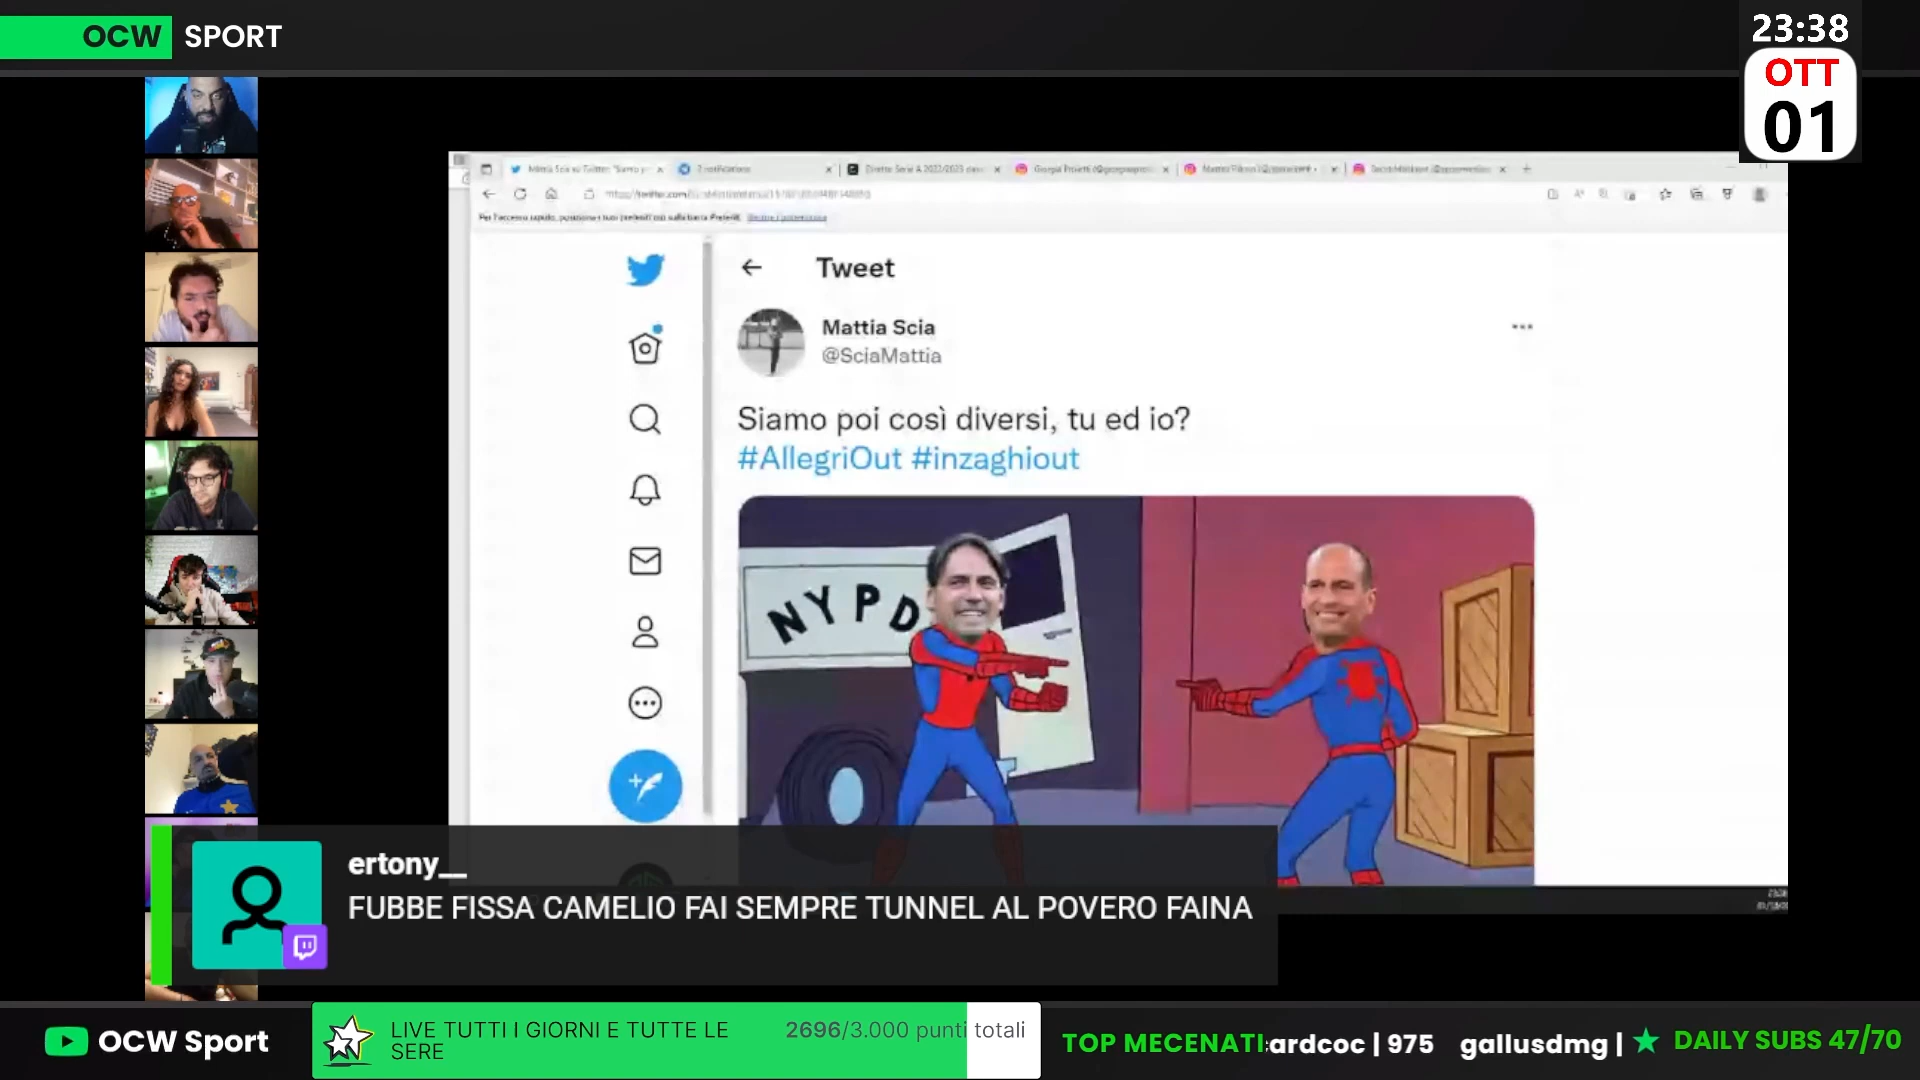 OCW SPORT
23:38
OTT
01
Tweet
Mattia Scia
@SciaMattia
Siamo poi così diversi, tu ed io?
#AllegriOut #inzaghiout
NYPD
ertony__
FUBBE FISSA CAMELIO FAI SEMPRE TUNNEL AL POVERO FAINA
OCW Sport
LIVE TUTTI I GIORNI E TUTTE LE
SERE
2696/3.000 punti totali
TOP MECENATI
ardcoc | 975 gallusdmg |
DAILY SUBS 47/70